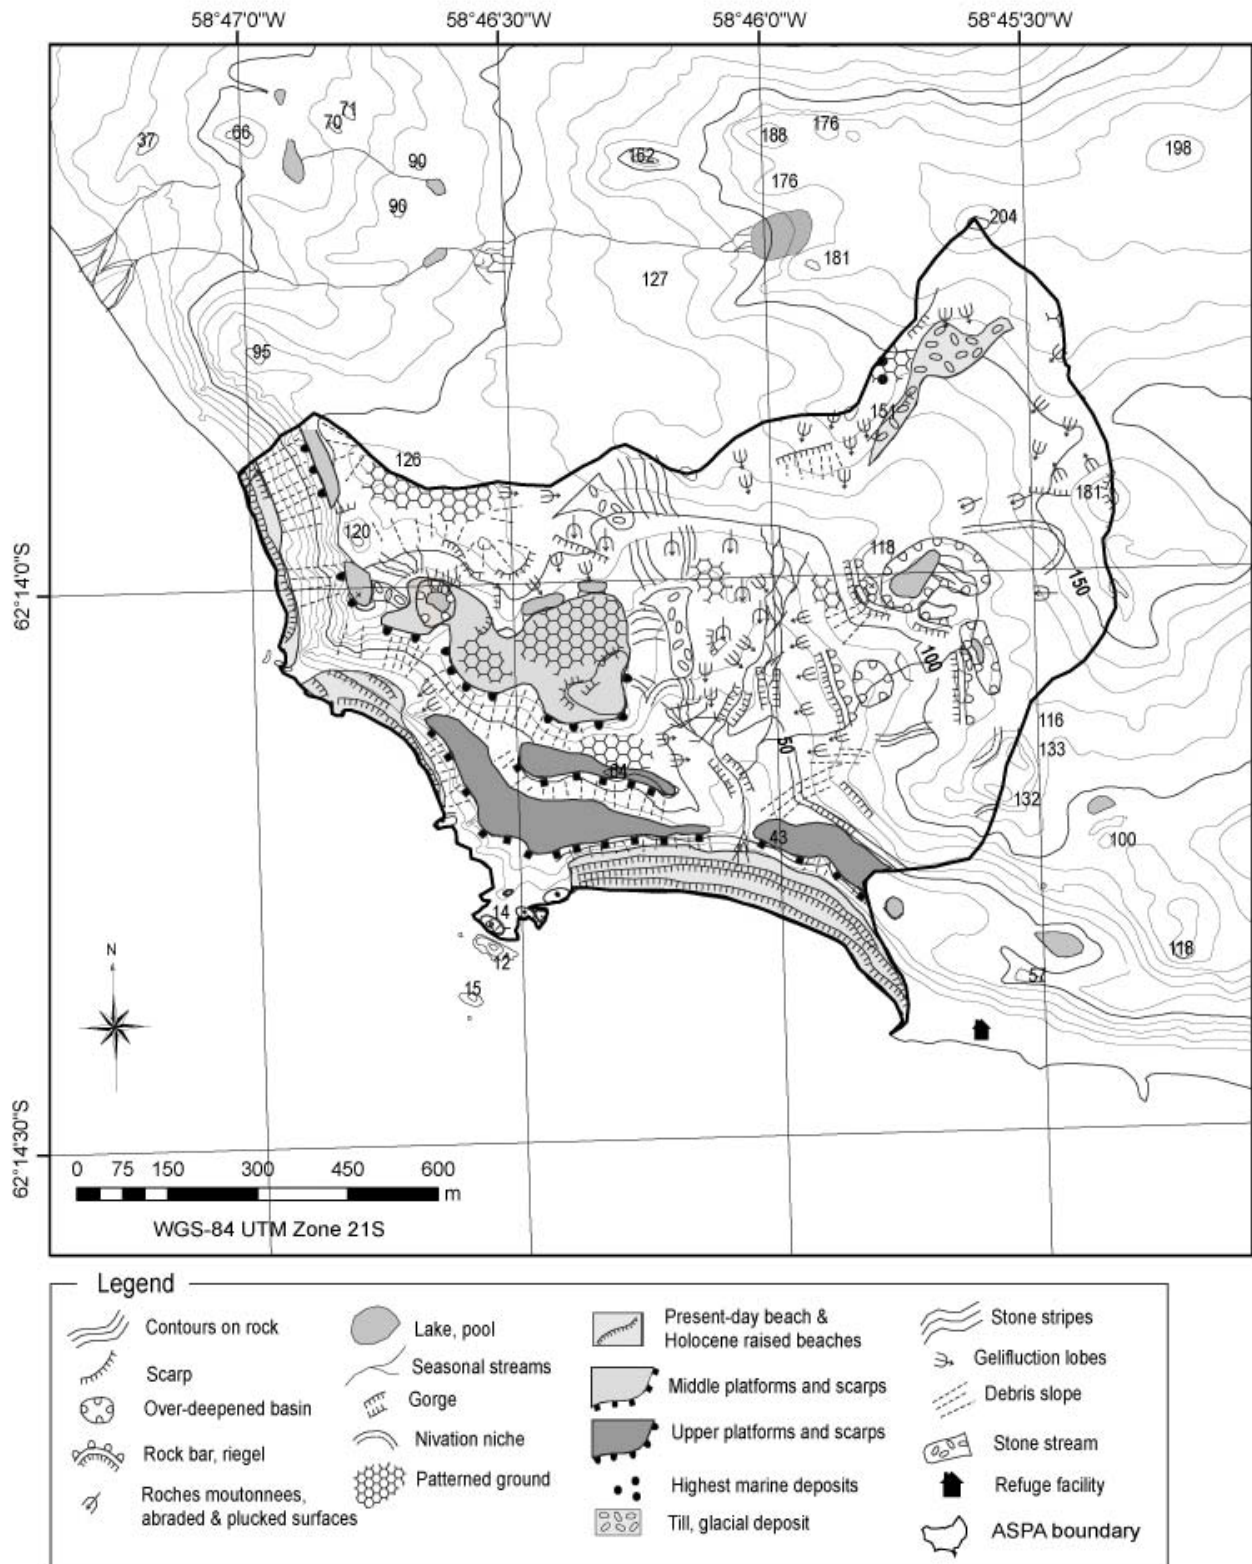 58°47'0"W 58°46'30"W 58°46'0"W 58°45'30"W
71
70
66
37
90
90
162
188
176
198
176
204
181
127
95
151
126
181
120
118
62°14'0"S
150
100
116
133
50
64
132
43
100
14
118
12
57
15
N
62°14'30"S
0 75 150 300 450 600
m
WGS-84 UTM Zone 21S
Legend
Contours on rock
Scarp
Over-deepened basin
Rock bar, riegel
Roches moutonnees,
abraded & plucked surfaces
Lake, pool
Seasonal streams
Gorge
Nivation niche
Patterned ground
Present-day beach &
Holocene raised beaches
Middle platforms and scarps
Upper platforms and scarps
Highest marine deposits
Till, glacial deposit
Stone stripes
Gelifluction lobes
Debris slope
Stone stream
Refuge facility
ASPA boundary